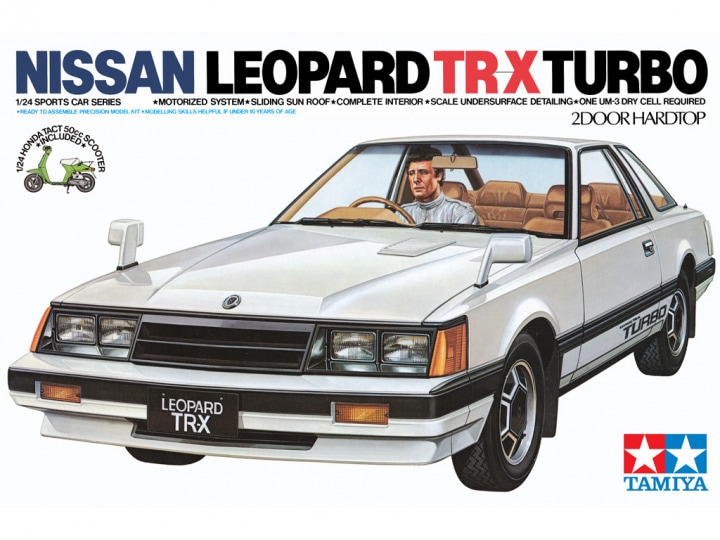 NISSAN LEOPARD TR-X TURBO
1/24 SPORTS CAR SERIES ★MOTORIZED SYSTEM★SLIDING SUN ROOF★COMPLETE INTERIOR★SCALE UNDERSURFACE DETAILING★ONE UM-3 DRY CELL REQUIRED
★READY TO ASSEMBLE PRECISION MODEL KIT ★MODELLING SKILLS HELPFUL IF UNDER 10 YEARS OF AGE
2DOOR HARDTOP
1/24 HONDA TACT 50cc SCOOTER
★INCLUDED★
TURBO
LEOPARD
TR-X
TAMIYA